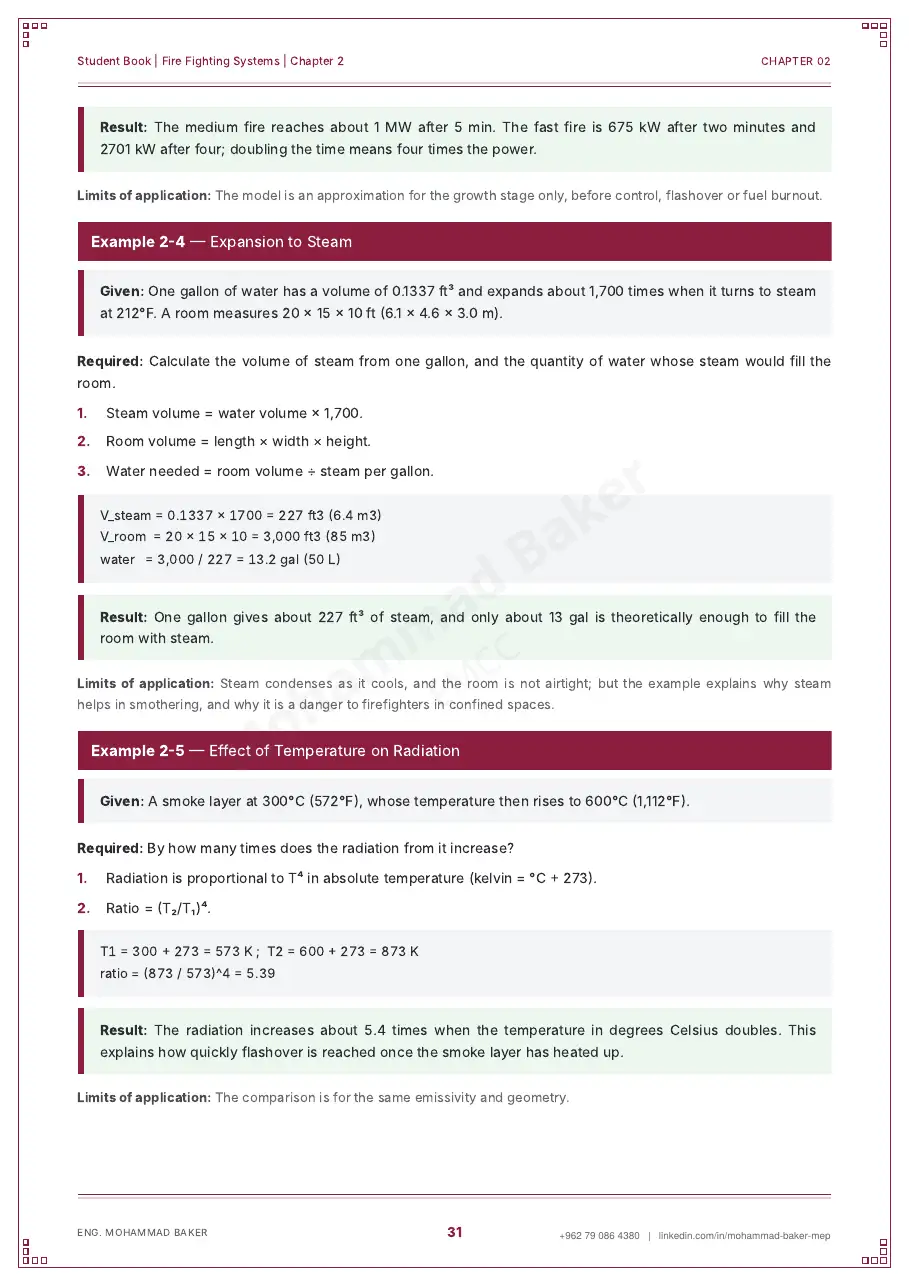 Student Book | Fire Fighting Systems | Chapter 2
CHAPTER 02
Result: The medium fire reaches about 1 MW after 5 min. The fast fire is 675 kW after two minutes and
2701 kW after four; doubling the time means four times the power.
Limits of application: The model is an approximation for the growth stage only, before control, flashover or fuel burnout.
Example 2-4 — Expansion to Steam
Given: One gallon of water has a volume of 0.1337 ft³ and expands about 1,700 times when it turns to steam
at 212°F. A room measures 20 × 15 × 10 ft (6.1 × 4.6 × 3.0 m).
Required: Calculate the volume of steam from one gallon, and the quantity of water whose steam would fill the
room.
1. Steam volume = water volume × 1,700.
2. Room volume = length × width × height.
3. Water needed = room volume ÷ steam per gallon.
V_steam = 0.1337 × 1700 = 227 ft3 (6.4 m3)
V_room = 20 × 15 × 10 = 3,000 ft3 (85 m3)
water = 3,000 / 227 = 13.2 gal (50 L)
Result: One gallon gives about 227 ft³ of steam, and only about 13 gal is theoretically enough to fill the
room with steam.
Limits of application: Steam condenses as it cools, and the room is not airtight; but the example explains why steam
helps in smothering, and why it is a danger to firefighters in confined spaces.
Example 2-5 — Effect of Temperature on Radiation
Given: A smoke layer at 300°C (572°F), whose temperature then rises to 600°C (1,112°F).
Required: By how many times does the radiation from it increase?
1. Radiation is proportional to T⁴ in absolute temperature (kelvin = °C + 273).
2. Ratio = (T₂/T₁)⁴.
T1 = 300 + 273 = 573 K ; T2 = 600 + 273 = 873 K
ratio = (873 / 573)^4 = 5.39
Result: The radiation increases about 5.4 times when the temperature in degrees Celsius doubles. This
explains how quickly flashover is reached once the smoke layer has heated up.
Limits of application: The comparison is for the same emissivity and geometry.
Mohammad Baker
ENG. MOHAMMAD BAKER
31
+962 79 086 4380 | linkedin.com/in/mohammad-baker-mep